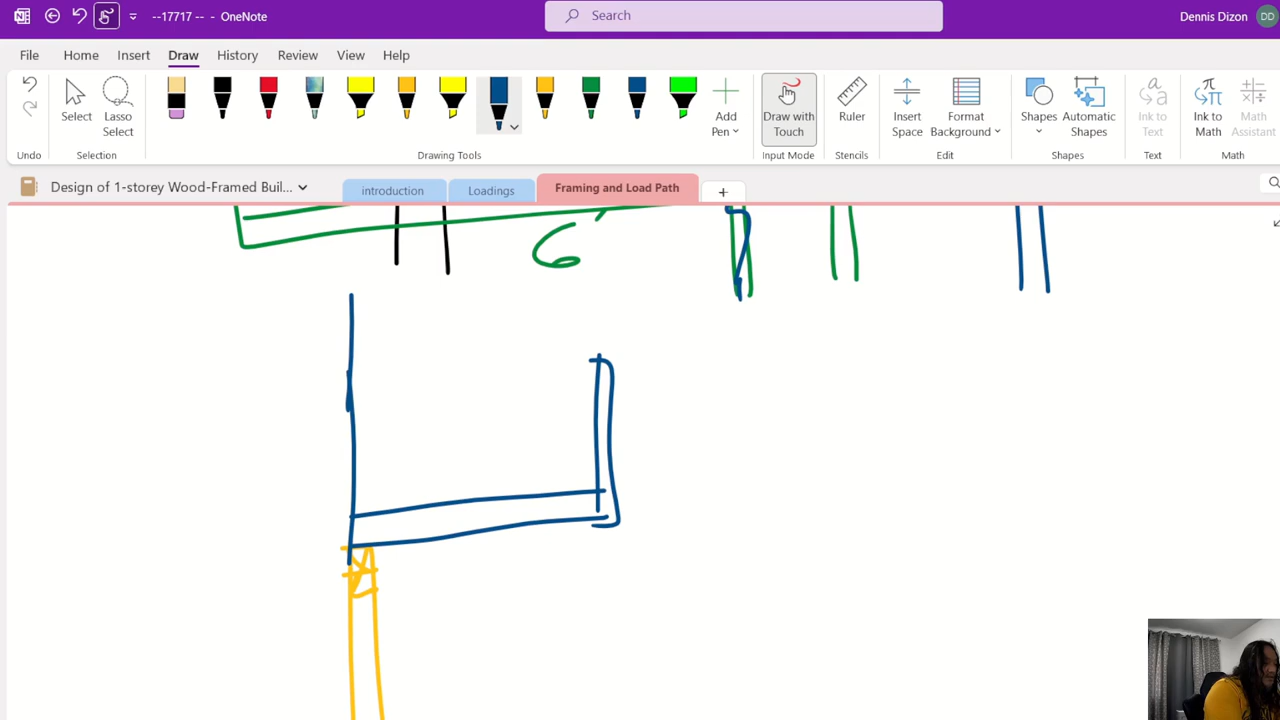 --17717 -- - OneNote
Search
Dennis Dizon
DD
File
Home
Insert
Draw
History
Review
View
Help
Select
Lasso
Select
Add
Pen
Draw with
Touch
Ruler
Insert
Space
Format
Background
Shapes
Automatic
Shapes
Ink to
Text
Ink to
Math
Math
Assistant
Undo
Selection
Drawing Tools
Input Mode
Stencils
Edit
Shapes
Text
Math
Design of 1-storey Wood-Framed Buil...
introduction
Loadings
Framing and Load Path
+
6'